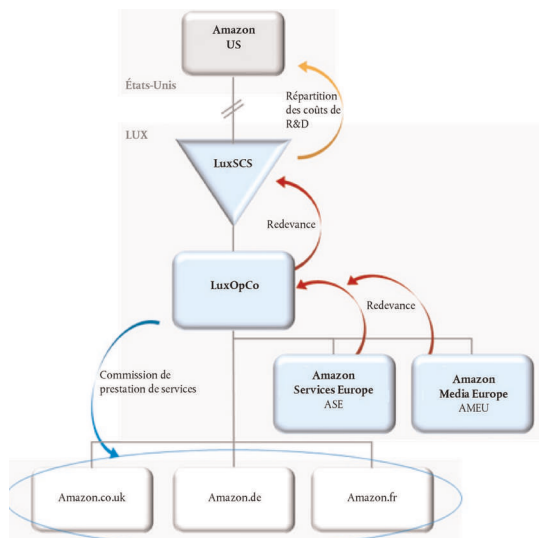 Amazon
US
États-Unis
Répartition
des coûts de
R&D
LUX
LuxSCS
Redevance
LuxOpCo
Redevance
Commission de
prestation de services
Amazon
Services Europe
ASE
Amazon
Media Europe
AMEU
Amazon.co.uk
Amazon.de
Amazon.fr